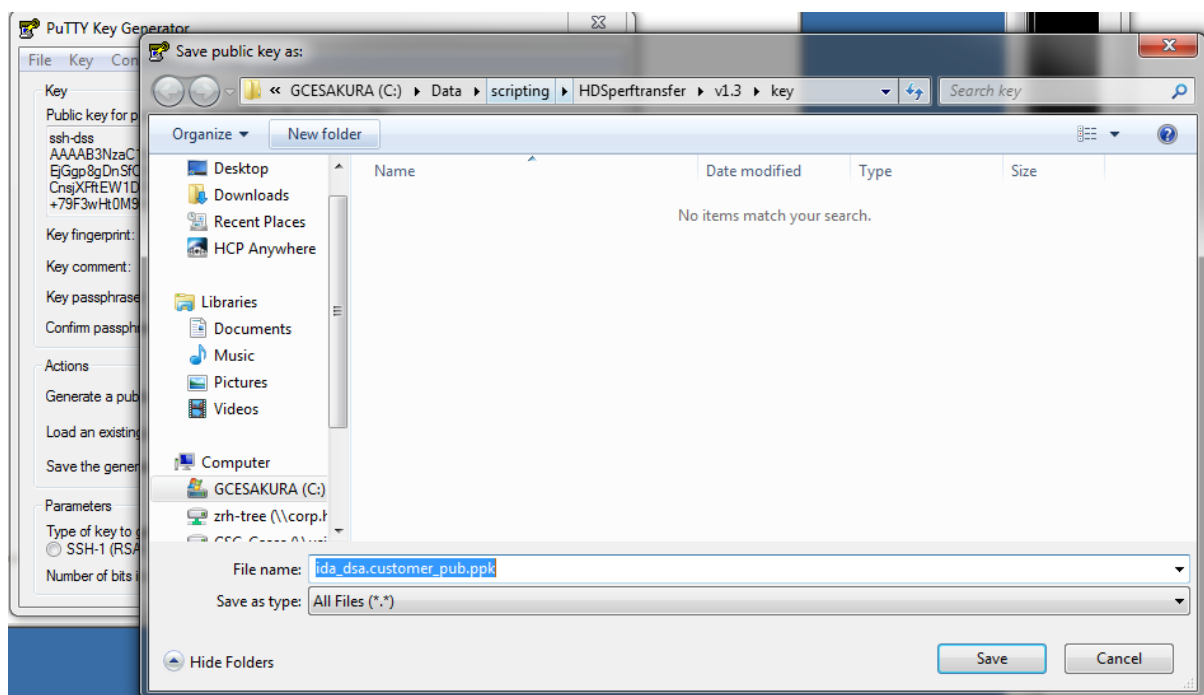 PuTTY Key Generator
File Key Con
Key
Public key for p
ssh-dss
AAAAB3NzaC1
EjGgp8gDnSfC
CnsjXFftEW1D
+79F3wHt0M9
Key fingerprint:
Key comment:
Key passphrase
Confirm passphr
Actions
Generate a pub
Load an existing
Save the gener
Parameters
Type of key to g
SSH-1 (RSA
Number of bits i
Save public key as:
« GCESAKURA (C:) Data scripting HDSperftransfer v1.3 key
Search key
Organize New folder
Desktop
Downloads
Recent Places
HCP Anywhere
Libraries
Documents
Music
Pictures
Videos
Computer
GCESAKURA (C:)
zrh-tree (\\corp.h
Name Date modified Type Size
No items match your search.
File name: ida_dsa.customer_pub.ppk
Save as type: All Files (*.*)
Hide Folders
Save Cancel